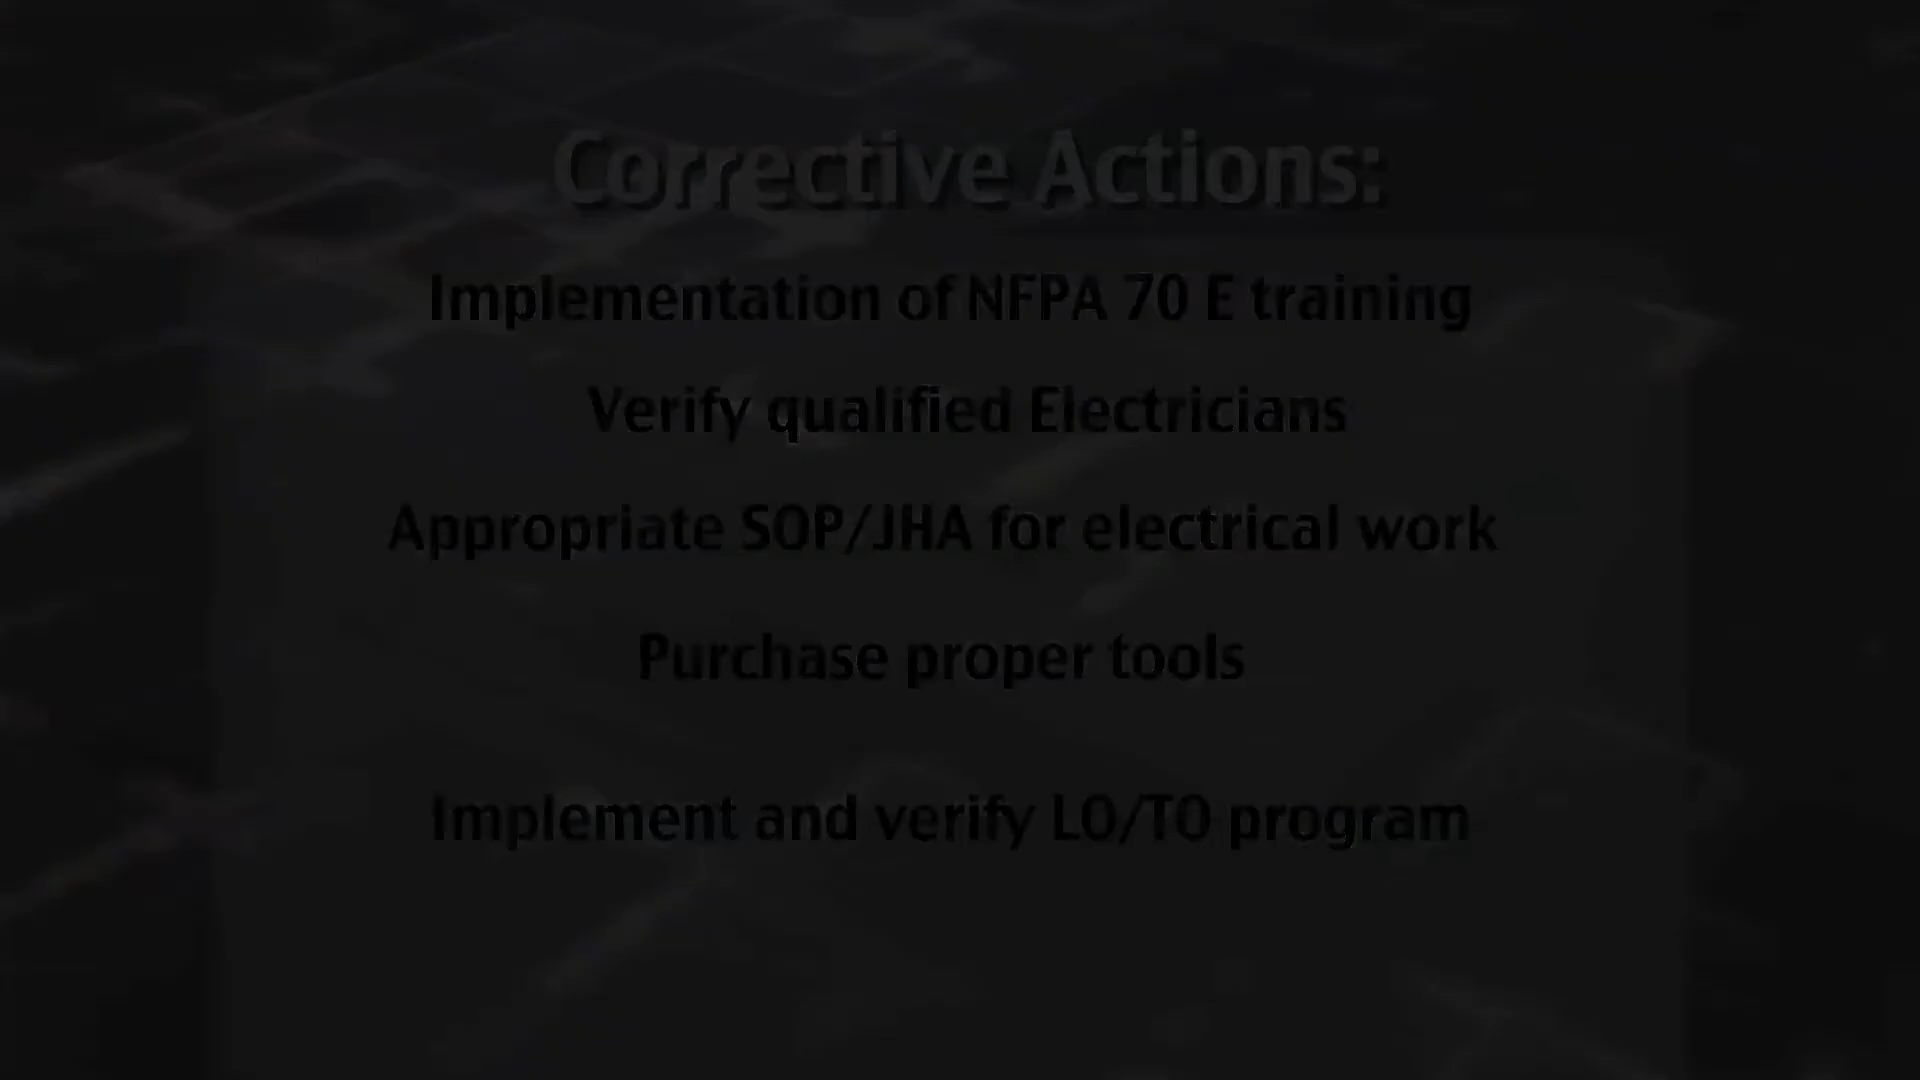 Corrective Actions:
Implementation of NFPA 70 E training
Verify qualified Electricians
Appropriate SOP/JHA for electrical work
Purchase proper tools
Implement and verify LO/TO program